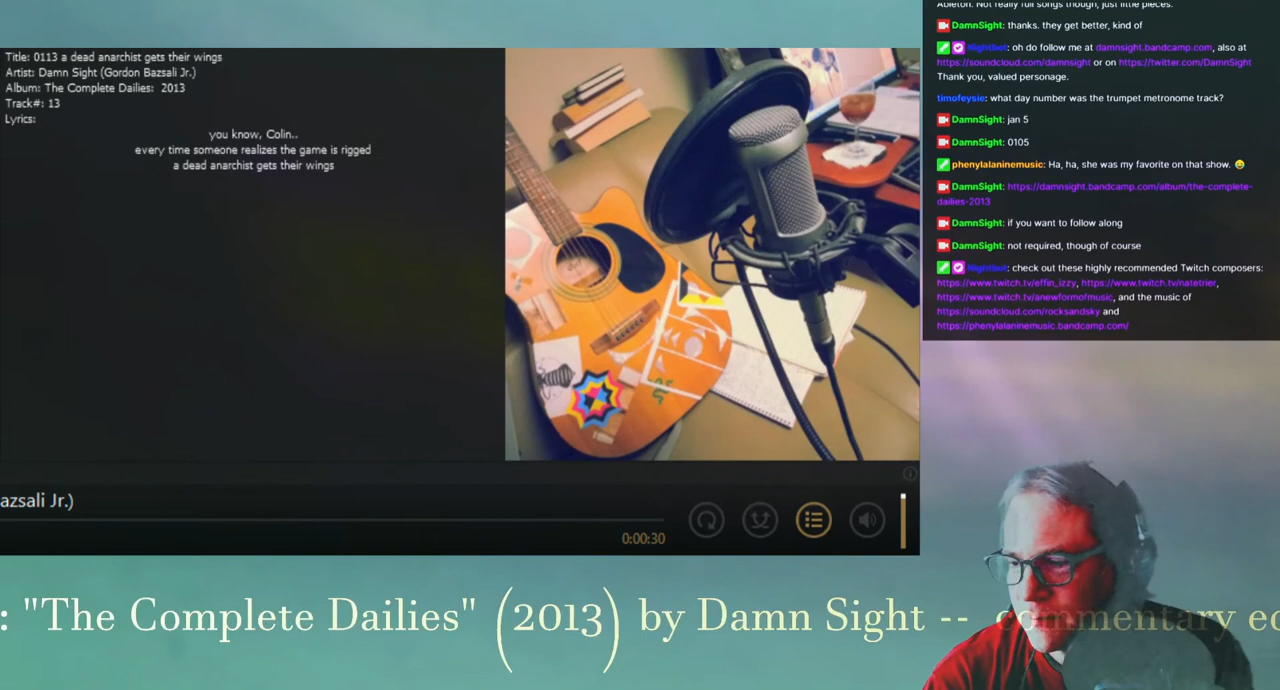 Title: 0113 a dead anarchist gets their wings
Artist: Damn Sight (Gordon Bazsali Jr.)
Album: The Complete Dailies: 2013
Track#: 13
Lyrics:
you know, Colin..
every time someone realizes the game is rigged
a dead anarchist gets their wings
azsali Jr.)
0:00:30
: "The Complete Dailies" (2013) by Damn Sight -- commentary ed
Ableton. Not really full songs though, just little pieces.
DamnSight: thanks. they get better, kind of
Nightbot: oh do follow me at damnsight.bandcamp.com, also at
https://soundcloud.com/damnsight or on https://twitter.com/DamnSight
Thank you, valued personage.
timofeysie: what day number was the trumpet metronome track?
DamnSight: jan 5
DamnSight: 0105
phenylalaninemusic: Ha, ha, she was my favorite on that show. 😅
DamnSight: https://damnsight.bandcamp.com/album/the-complete-
dailies-2013
DamnSight: if you want to follow along
DamnSight: not required, though of course
Nightbot: check out these highly recommended Twitch composers:
https://www.twitch.tv/effin_izzy, https://www.twitch.tv/natetrier,
https://www.twitch.tv/anewformofmusic, and the music of
https://soundcloud.com/rocksandsky and
https://phenylalaninemusic.bandcamp.com/